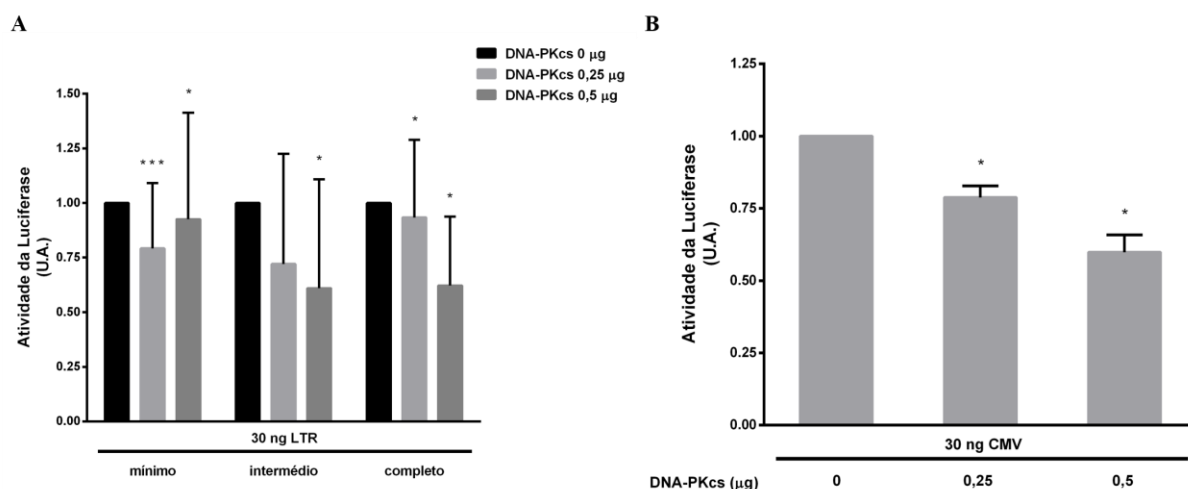 A
DNA-PKcs 0 µg
DNA-PKcs 0,25 µg
DNA-PKcs 0,5 µg
Atividade da Luciferase
(U.A.)
1.50
1.25
1.00
0.75
0.50
0.25
0.00
***
*
*
*
*
30 ng LTR
mínimo
intermédio
completo
B
Atividade da Luciferase
(U.A.)
1.25
1.00
0.75
0.50
0.25
0.00
*
*
30 ng CMV
DNA-PKcs (µg)
0
0,25
0,5